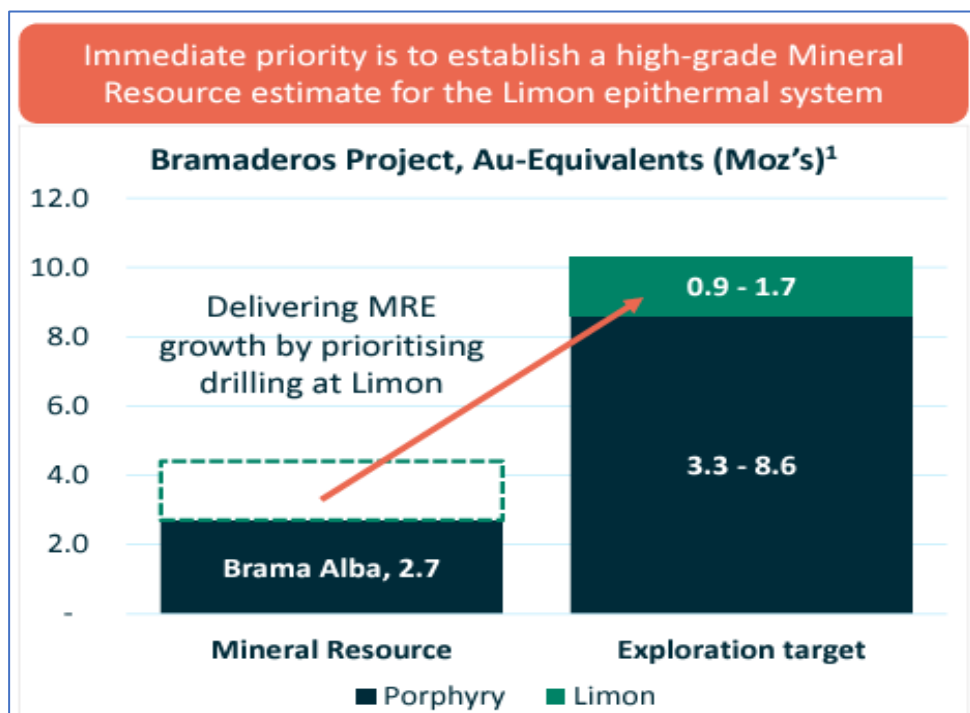 Immediate priority is to establish a high-grade Mineral
Resource estimate for the Limon epithermal system
Bramaderos Project, Au-Equivalents (Moz's)¹
12.0
10.0
8.0
6.0
4.0
2.0
-
Delivering MRE
growth by prioritising
drilling at Limon
0.9 - 1.7
3.3 - 8.6
Brama Alba, 2.7
Mineral Resource
Exploration target
Porphyry
Limon